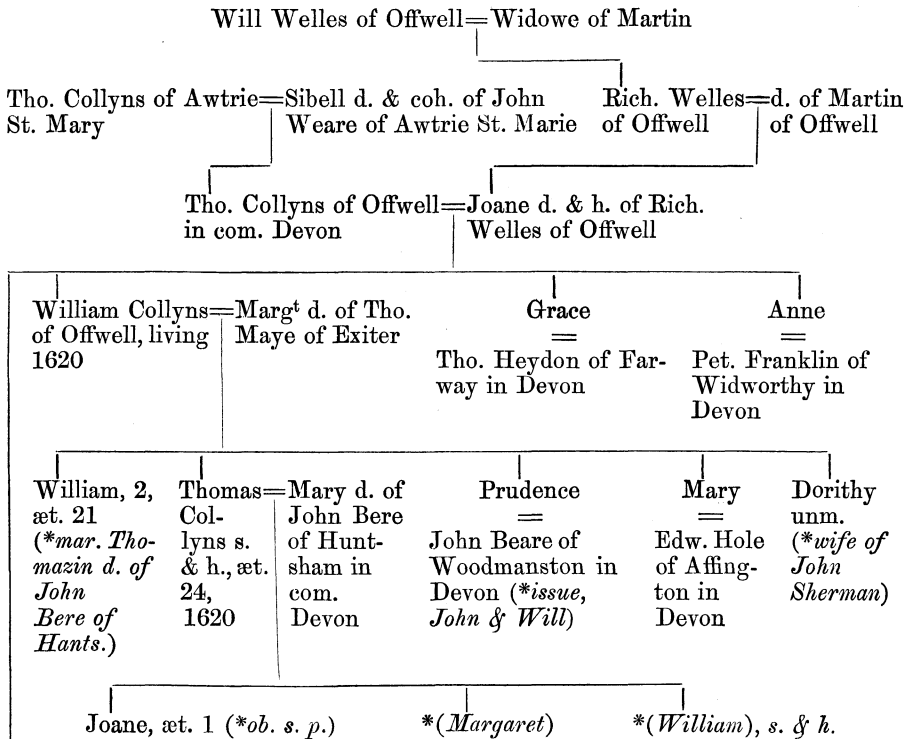 Will Welles of Offwell=Widowe of Martin
Tho. Collyns of Awtrie=Sibell d. & coh. of John
St. Mary Weare of Awtrie St. Marie
Rich. Welles=d. of Martin
of Offwell of Offwell
Tho. Collyns of Offwell=Joane d. & h. of Rich.
in com. Devon Welles of Offwell
William Collyns=Margt d. of Tho.
of Offwell, living Maye of Exiter
1620
Grace
=
Tho. Heydon of Far-
way in Devon
Anne
=
Pet. Franklin of
Widworthy in
Devon
William, 2,
æt. 21
(*mar. Tho-
mazin d. of
John
Bere of
Hants.)
Thomas=Mary d. of
Col- John Bere
lyns s. of Hunt-
& h., æt. sham in
24, com.
1620 Devon
Prudence
=
John Beare of
Woodmanston in
Devon (*issue,
John & Will)
Mary
=
Edw. Hole
of Affing-
ton in
Devon
Dorithy
unm.
(*wife of
John
Sherman)
Joane, æt. 1 (*ob. s. p.) *(Margaret) *(William), s. & h.